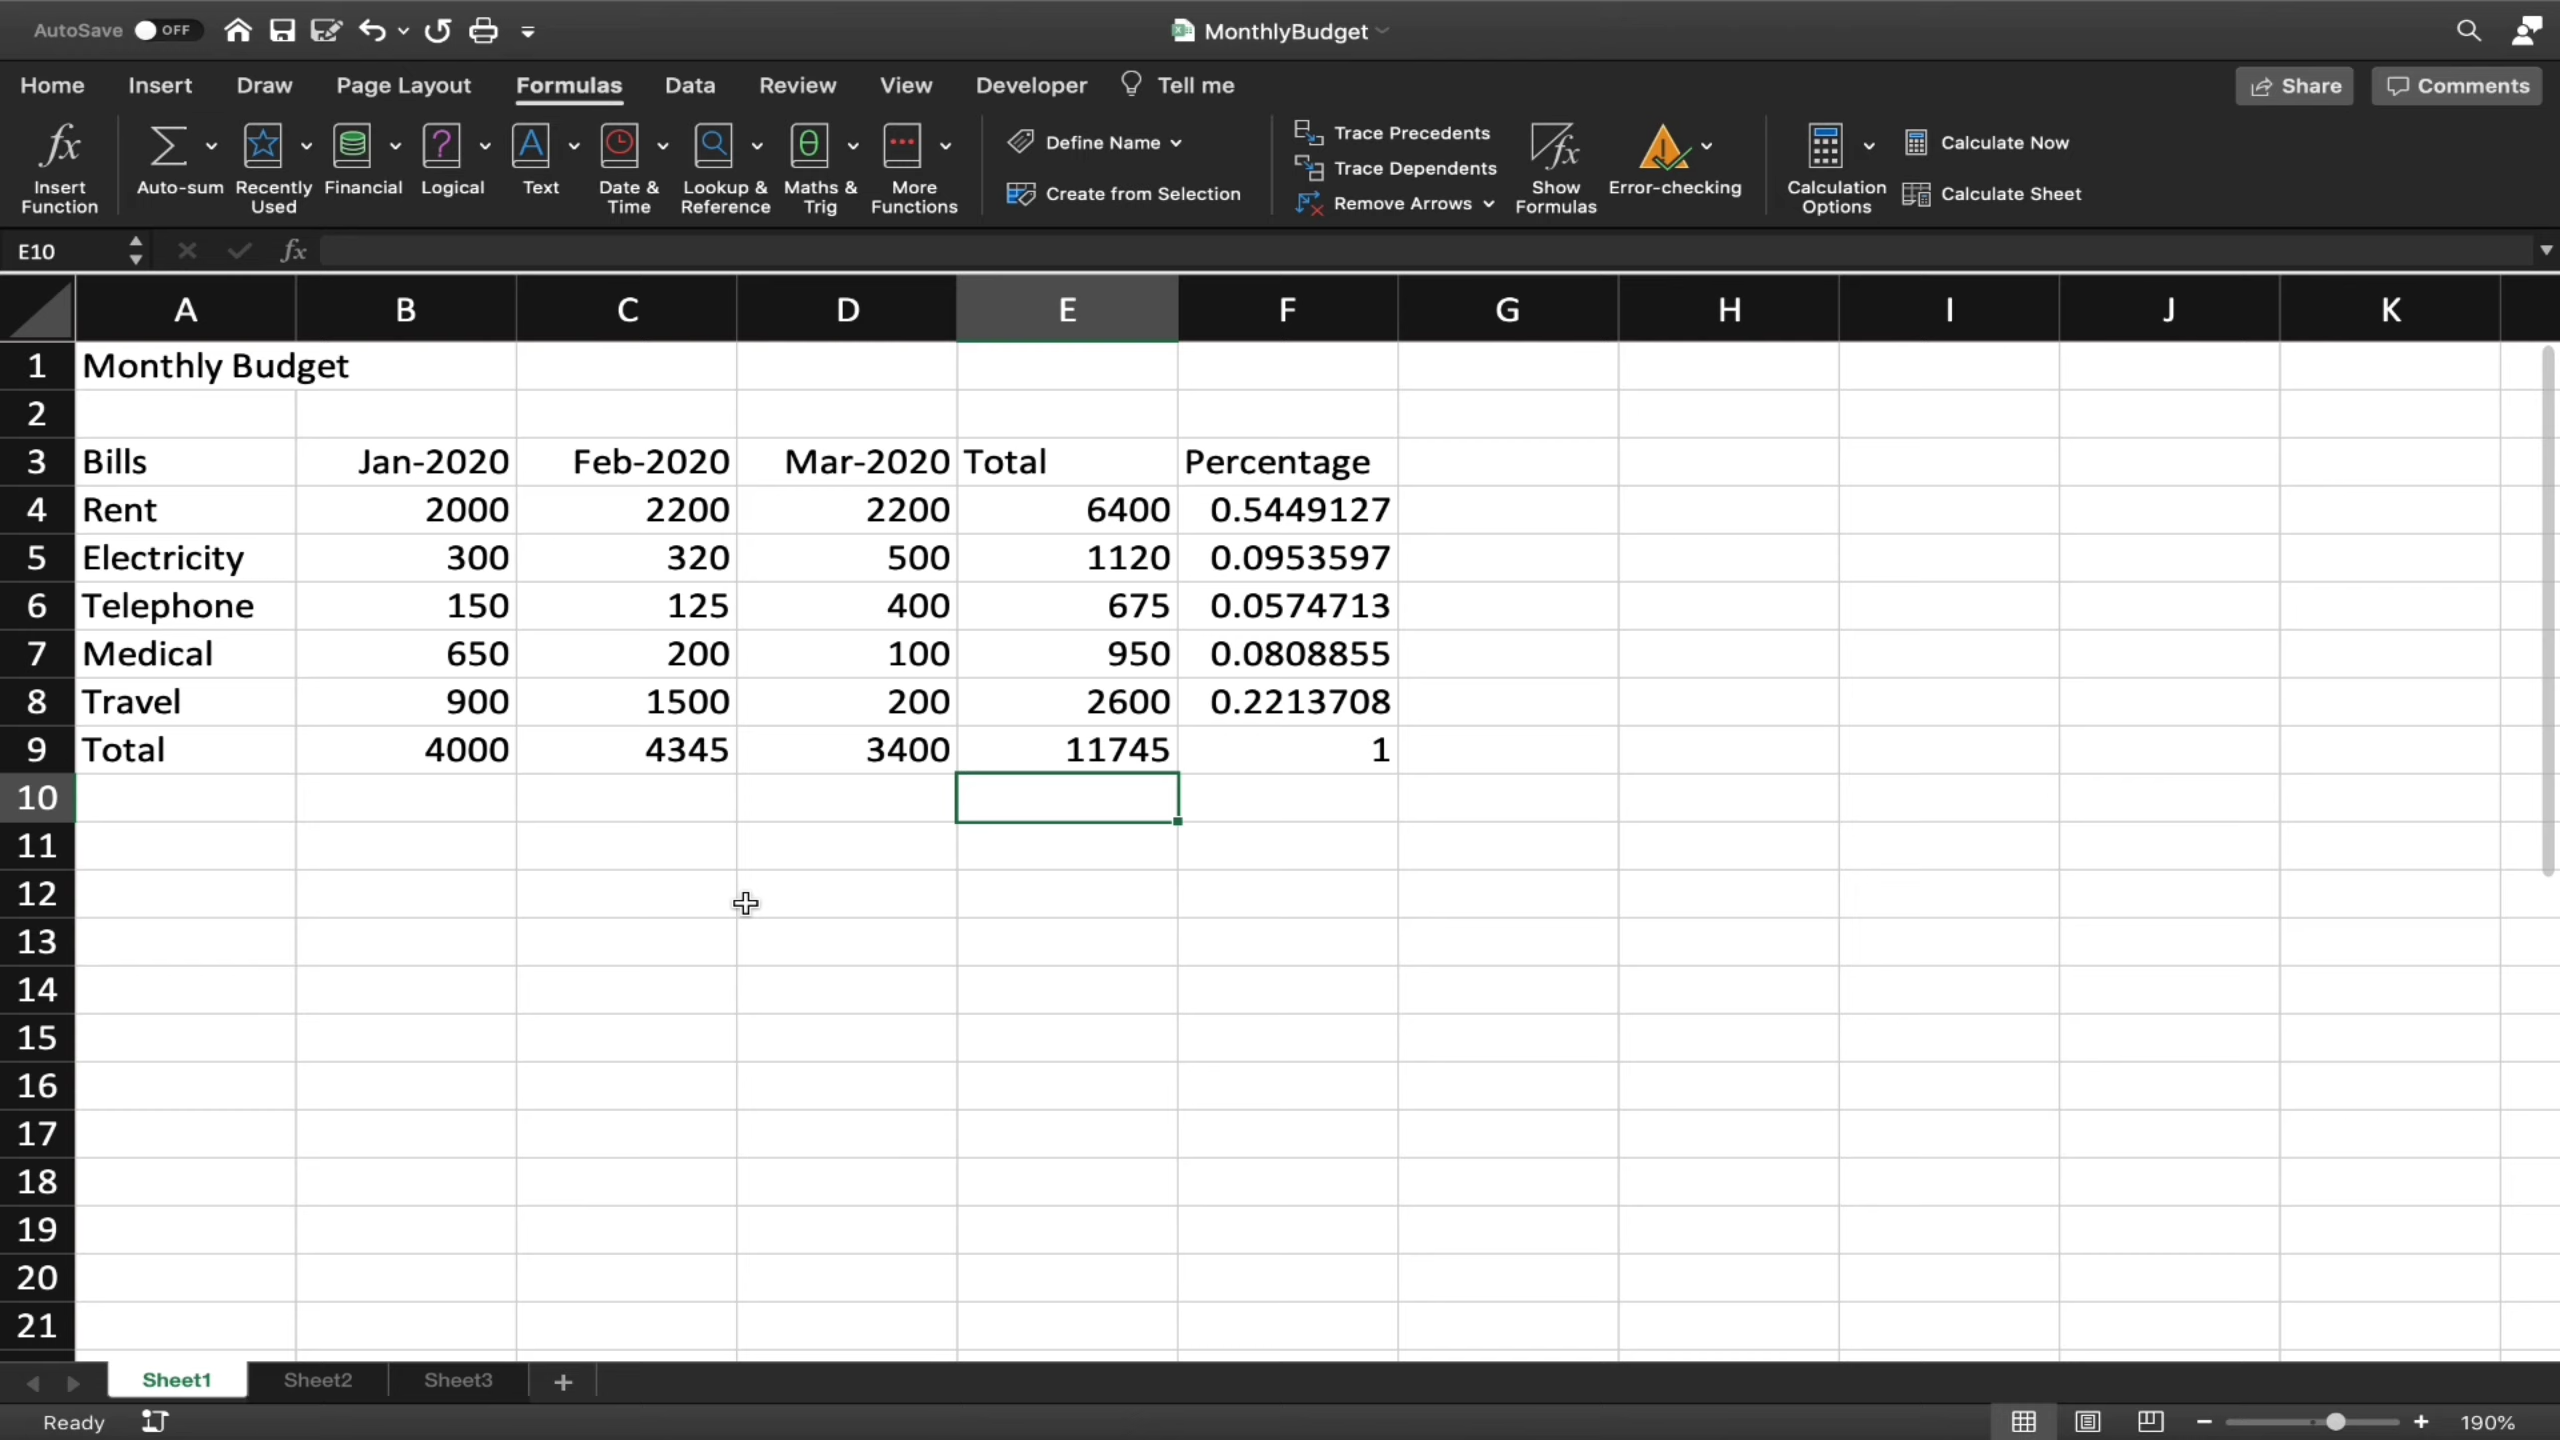 AutoSave OFF MonthlyBudget
Home Insert Draw Page Layout Formulas Data Review View Developer Tell me Share Comments
fx Insert Function
Auto-sum
Recently Used
Financial
Logical
Text
Date & Time
Lookup & Reference
Maths & Trig
More Functions
Define Name
Create from Selection
Trace Precedents
Trace Dependents
Remove Arrows
fx Show Formulas
Error-checking
Calculation Options
Calculate Now
Calculate Sheet
E10 fx
A B C D E F G H I J K
1 Monthly Budget
2
3 Bills Jan-2020 Feb-2020 Mar-2020 Total Percentage
4 Rent 2000 2200 2200 6400 0.5449127
5 Electricity 300 320 500 1120 0.0953597
6 Telephone 150 125 400 675 0.0574713
7 Medical 650 200 100 950 0.0808855
8 Travel 900 1500 200 2600 0.2213708
9 Total 4000 4345 3400 11745 1
10
11
12
13
14
15
16
17
18
19
20
21
Sheet1 Sheet2 Sheet3 +
Ready 190%